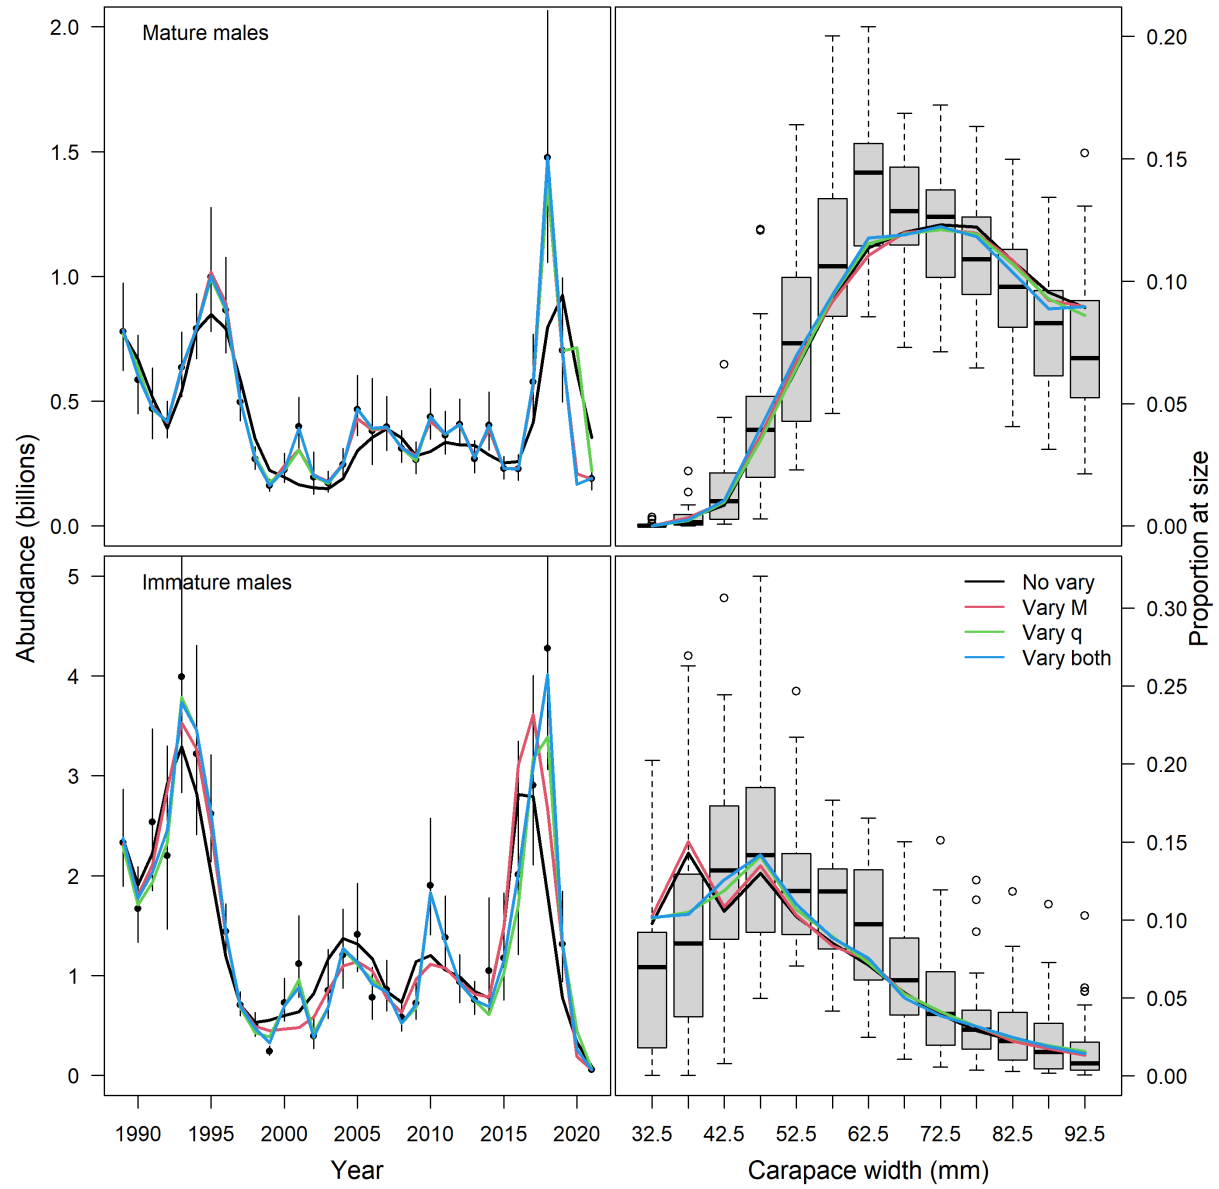 Mature males
2.0
1.5
1.0
0.5
0.0
0.20
0.15
0.10
0.05
0.00
Abundance (billions)
Proportion at size
Immature males
5
4
3
2
1
0
No vary
Vary M
Vary q
Vary both
0.30
0.25
0.20
0.15
0.10
0.05
0.00
1990 1995 2000 2005 2010 2015 2020
32.5 42.5 52.5 62.5 72.5 82.5 92.5
Year
Carapace width (mm)